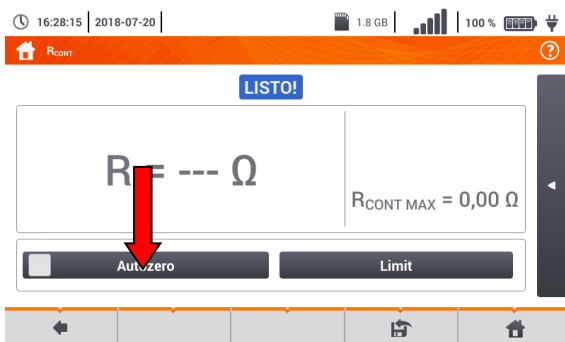 16:28:15 2018-07-20 1.8 GB 100 %
RCONT
?
LISTO!
R = --- Ω
RCONT MAX = 0,00 Ω
Autozero Limit